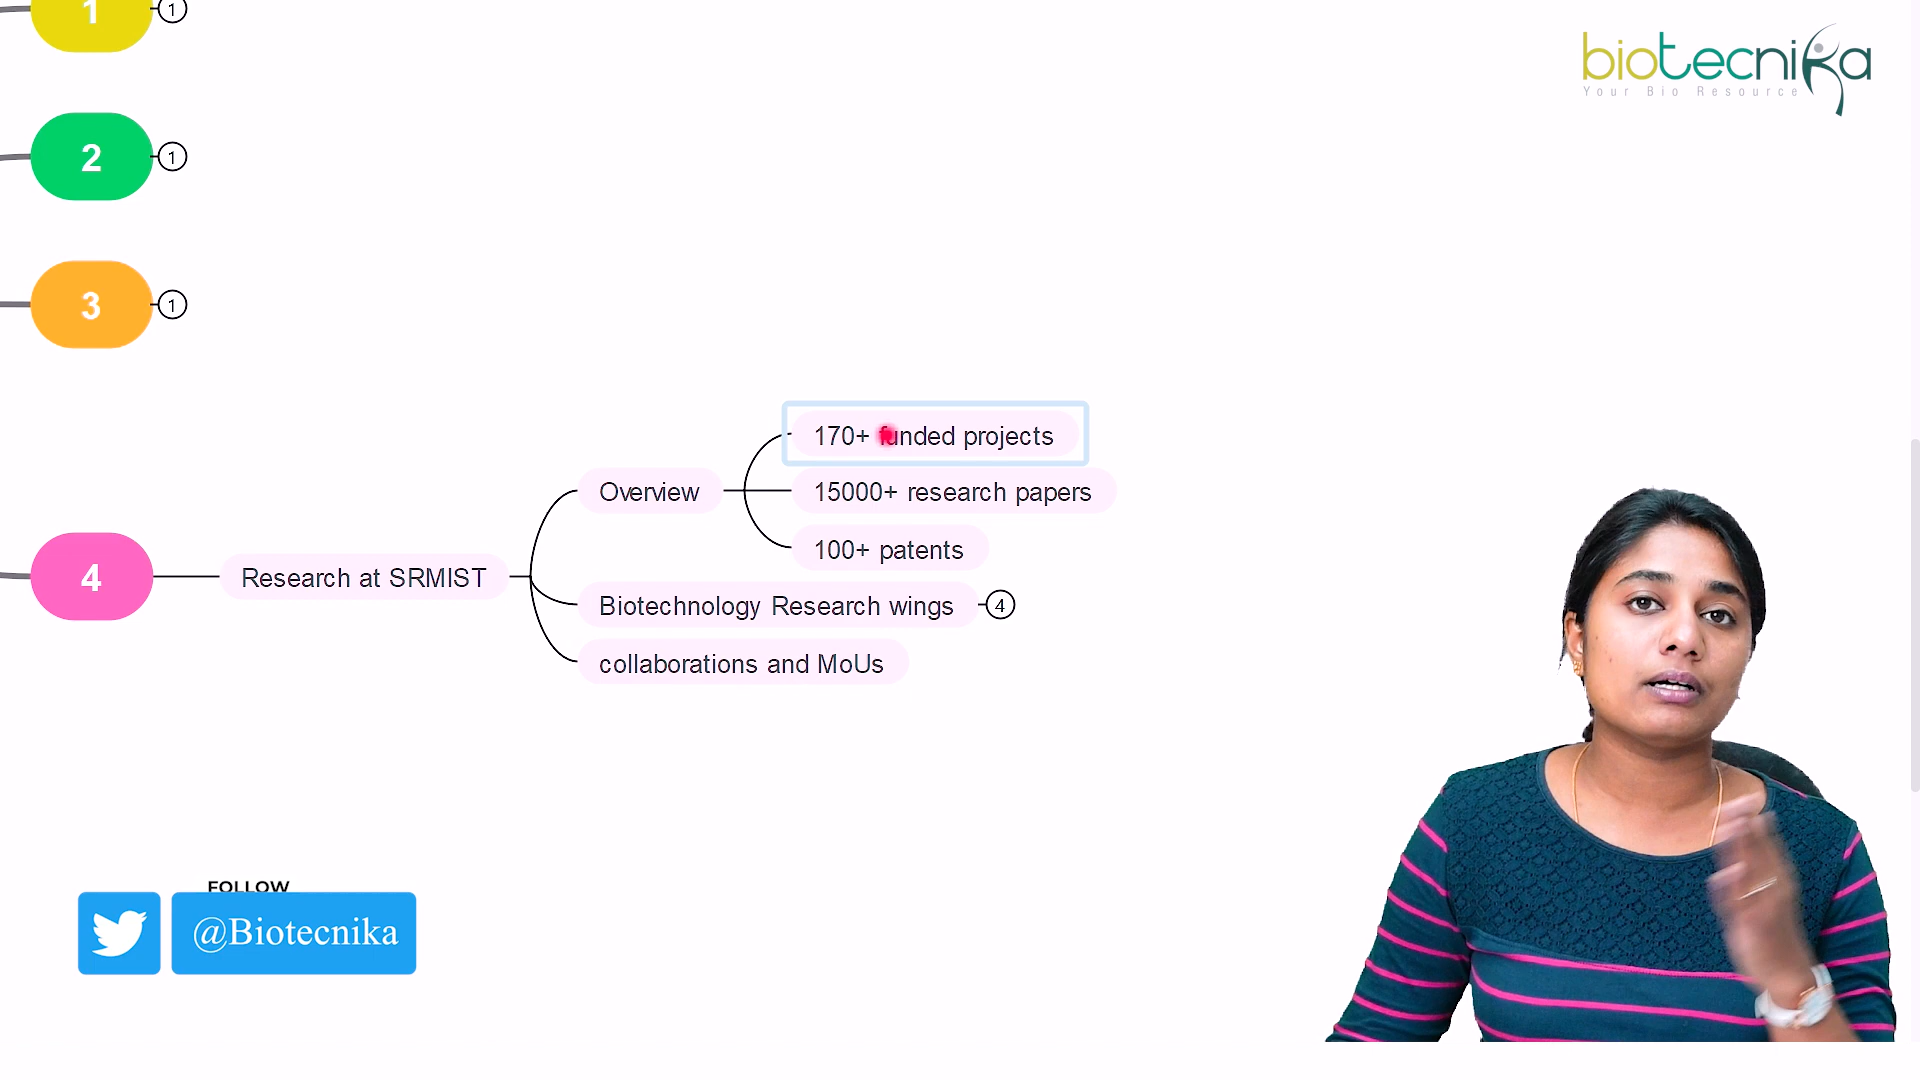 1
1
biotecnika
Your Bio Resource
2
1
3
1
170+ funded projects
Overview
15000+ research papers
100+ patents
4
Research at SRMIST
Biotechnology Research wings
4
collaborations and MoUs
FOLLOW
@Biotecnika